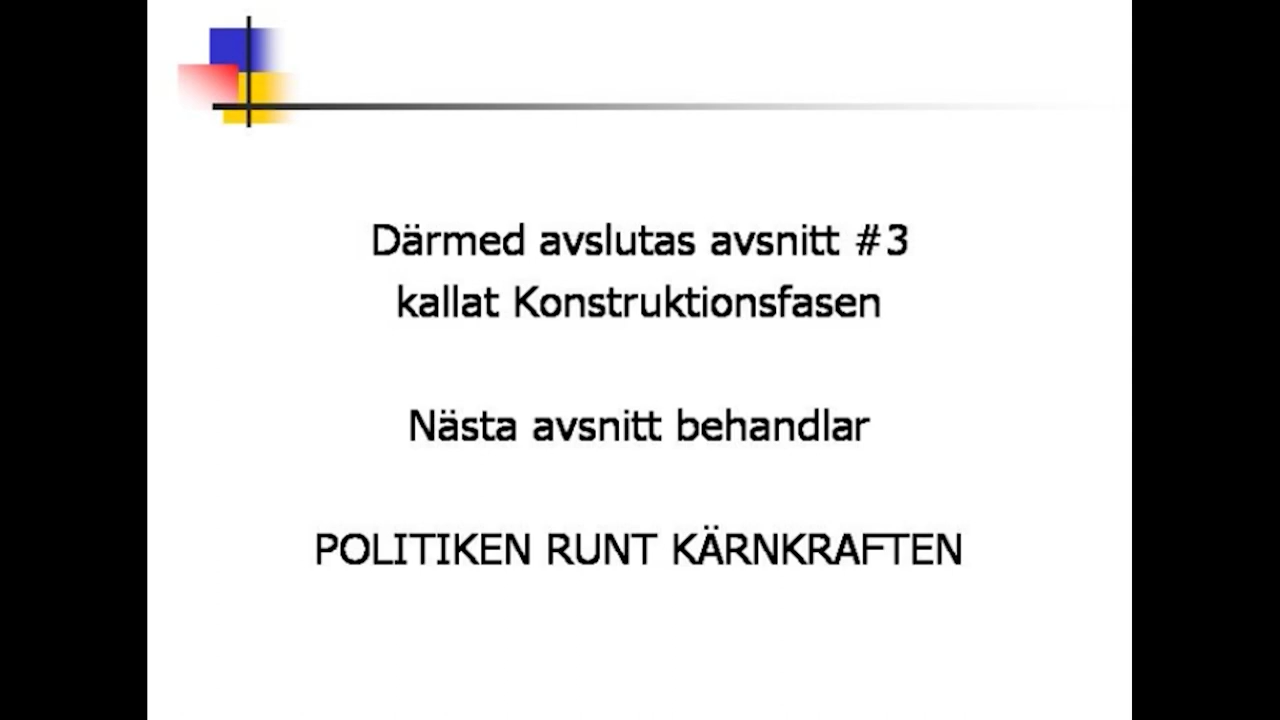 Därmed avslutas avsnitt #3
kallat Konstruktionsfasen
Nästa avsnitt behandlar
POLITIKEN RUNT KÄRNKRAFTEN